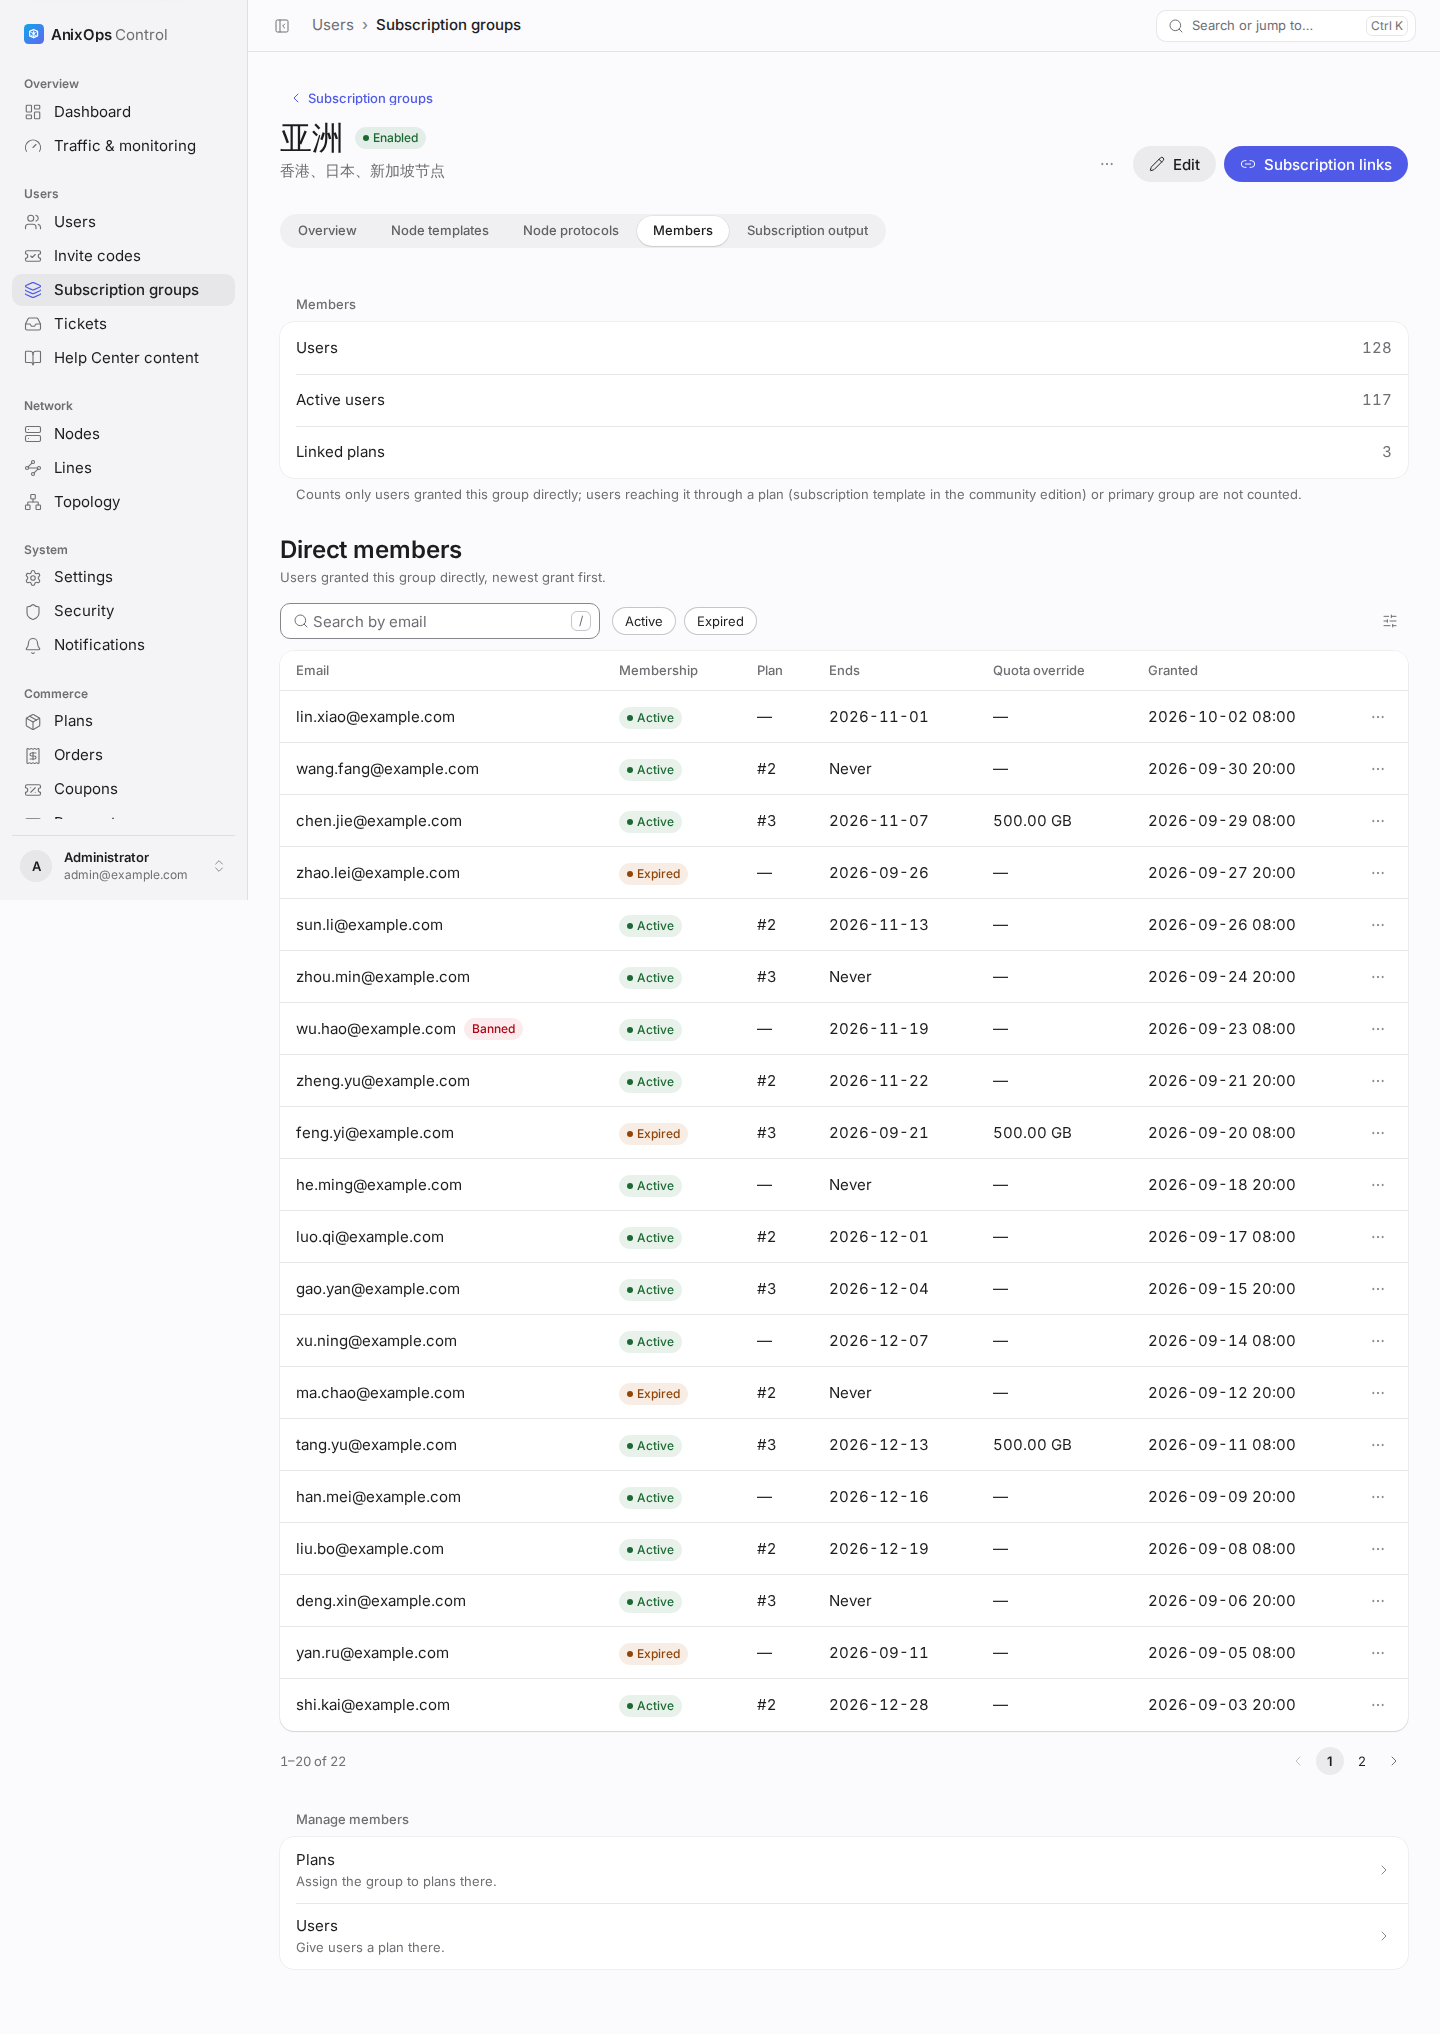 AnixOps Control
Overview
Dashboard
Traffic & monitoring
Users
Users
Invite codes
Subscription groups
Tickets
Help Center content
Network
Nodes
Lines
Topology
System
Settings
Security
Notifications
Commerce
Plans
Orders
Coupons
A
Administrator
admin@example.com
Users › Subscription groups
Search or jump to... Ctrl K
Subscription groups
亚洲 Enabled
香港、日本、新加坡节点
Edit
Subscription links
Overview Node templates Node protocols Members Subscription output
Members
Users 128
Active users 117
Linked plans 3
Counts only users granted this group directly; users reaching it through a plan (subscription template in the community edition) or primary group are not counted.
Direct members
Users granted this group directly, newest grant first.
Search by email / Active Expired
Email Membership Plan Ends Quota override Granted
lin.xiao@example.com Active — 2026-11-01 — 2026-10-02 08:00
wang.fang@example.com Active #2 Never — 2026-09-30 20:00
chen.jie@example.com Active #3 2026-11-07 500.00 GB 2026-09-29 08:00
zhao.lei@example.com Expired — 2026-09-26 — 2026-09-27 20:00
sun.li@example.com Active #2 2026-11-13 — 2026-09-26 08:00
zhou.min@example.com Active #3 Never — 2026-09-24 20:00
wu.hao@example.com Banned Active — 2026-11-19 — 2026-09-23 08:00
zheng.yu@example.com Active #2 2026-11-22 — 2026-09-21 20:00
feng.yi@example.com Expired #3 2026-09-21 500.00 GB 2026-09-20 08:00
he.ming@example.com Active — Never — 2026-09-18 20:00
luo.qi@example.com Active #2 2026-12-01 — 2026-09-17 08:00
gao.yan@example.com Active #3 2026-12-04 — 2026-09-15 20:00
xu.ning@example.com Active — 2026-12-07 — 2026-09-14 08:00
ma.chao@example.com Expired #2 Never — 2026-09-12 20:00
tang.yu@example.com Active #3 2026-12-13 500.00 GB 2026-09-11 08:00
han.mei@example.com Active — 2026-12-16 — 2026-09-09 20:00
liu.bo@example.com Active #2 2026-12-19 — 2026-09-08 08:00
deng.xin@example.com Active #3 Never — 2026-09-06 20:00
yan.ru@example.com Expired — 2026-09-11 — 2026-09-05 08:00
shi.kai@example.com Active #2 2026-12-28 — 2026-09-03 20:00
1–20 of 22
1 2
Manage members
Plans
Assign the group to plans there.
Users
Give users a plan there.